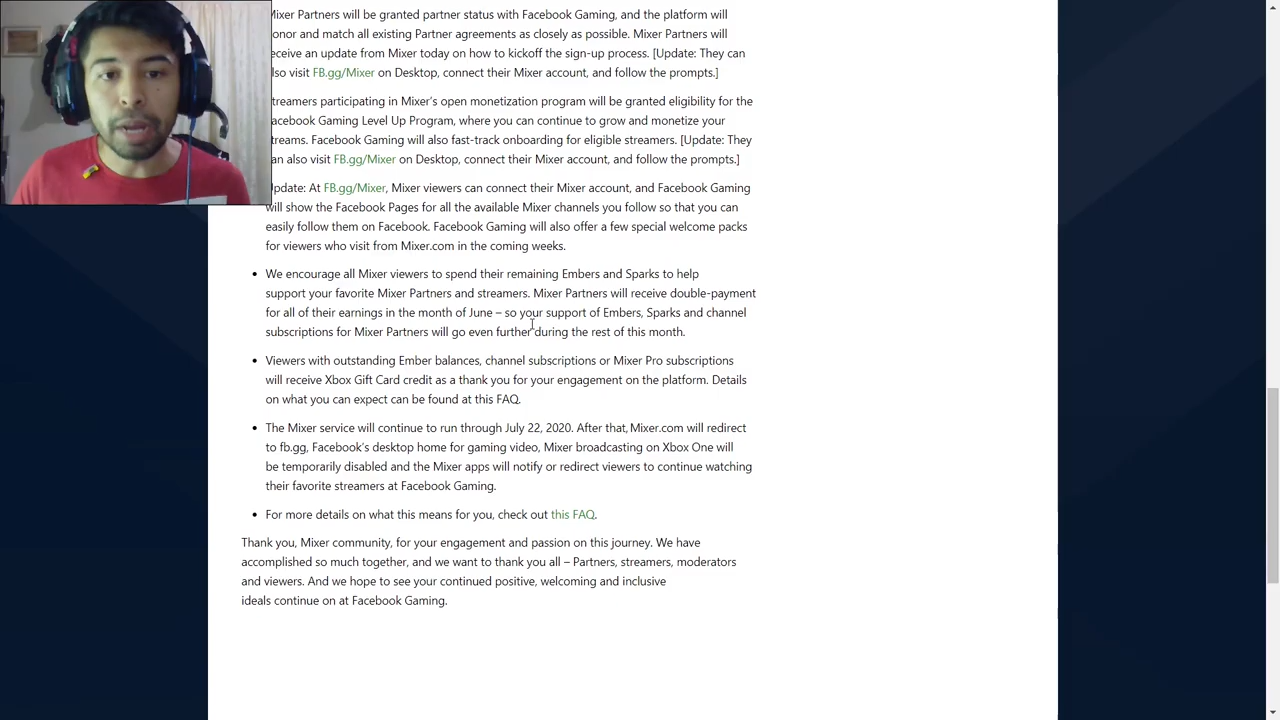 Mixer Partners will be granted partner status with Facebook Gaming, and the platform will
onor and match all existing Partner agreements as closely as possible. Mixer Partners will
eceive an update from Mixer today on how to kickoff the sign-up process. [Update: They can
lso visit FB.gg/Mixer on Desktop, connect their Mixer account, and follow the prompts.]
treamers participating in Mixer's open monetization program will be granted eligibility for the
acebook Gaming Level Up Program, where you can continue to grow and monetize your
treams. Facebook Gaming will also fast-track onboarding for eligible streamers. [Update: They
an also visit FB.gg/Mixer on Desktop, connect their Mixer account, and follow the prompts.]
pdate: At FB.gg/Mixer, Mixer viewers can connect their Mixer account, and Facebook Gaming
will show the Facebook Pages for all the available Mixer channels you follow so that you can
easily follow them on Facebook. Facebook Gaming will also offer a few special welcome packs
for viewers who visit from Mixer.com in the coming weeks.
• We encourage all Mixer viewers to spend their remaining Embers and Sparks to help
support your favorite Mixer Partners and streamers. Mixer Partners will receive double-payment
for all of their earnings in the month of June – so your support of Embers, Sparks and channel
subscriptions for Mixer Partners will go even further during the rest of this month.
• Viewers with outstanding Ember balances, channel subscriptions or Mixer Pro subscriptions
will receive Xbox Gift Card credit as a thank you for your engagement on the platform. Details
on what you can expect can be found at this FAQ.
• The Mixer service will continue to run through July 22, 2020. After that, Mixer.com will redirect
to fb.gg, Facebook's desktop home for gaming video, Mixer broadcasting on Xbox One will
be temporarily disabled and the Mixer apps will notify or redirect viewers to continue watching
their favorite streamers at Facebook Gaming.
• For more details on what this means for you, check out this FAQ.
Thank you, Mixer community, for your engagement and passion on this journey. We have
accomplished so much together, and we want to thank you all – Partners, streamers, moderators
and viewers. And we hope to see your continued positive, welcoming and inclusive
ideals continue on at Facebook Gaming.